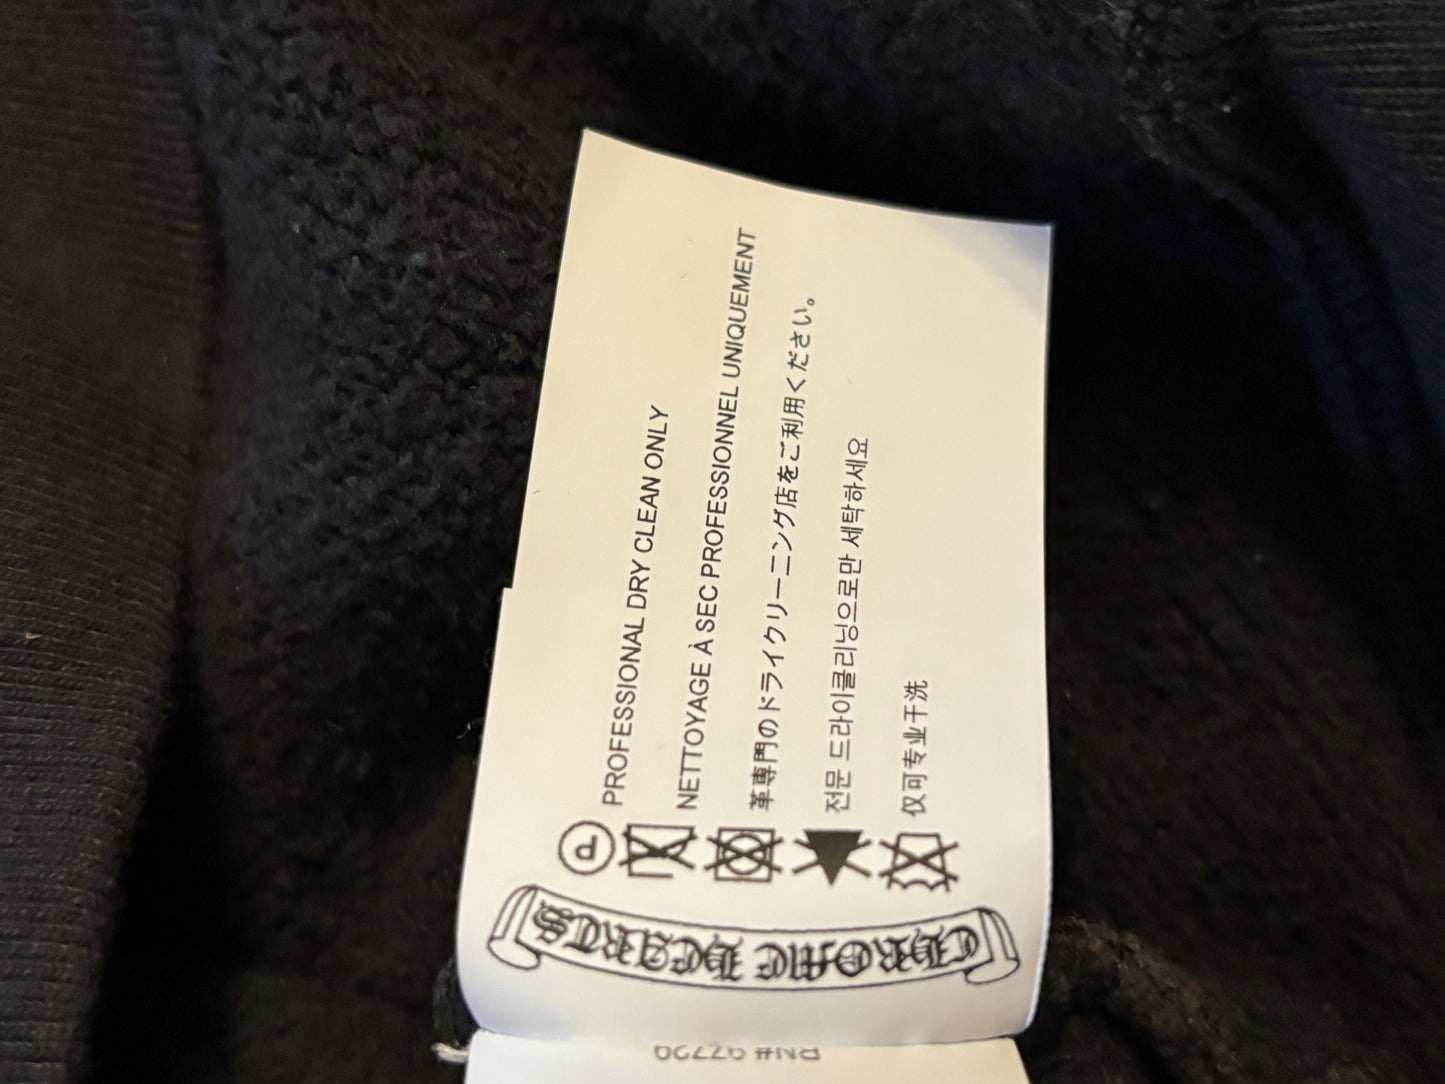 PROFESSIONAL DRY CLEAN ONLY
NETTOYAGE À SEC PROFESSIONNEL UNIQUEMENT
革専門のドライクリーニング店をご利用ください。
전문 드라이클리닝으로만 세탁하세요
仅可专业干洗
P
CHROME HEARTS
RN# 97729